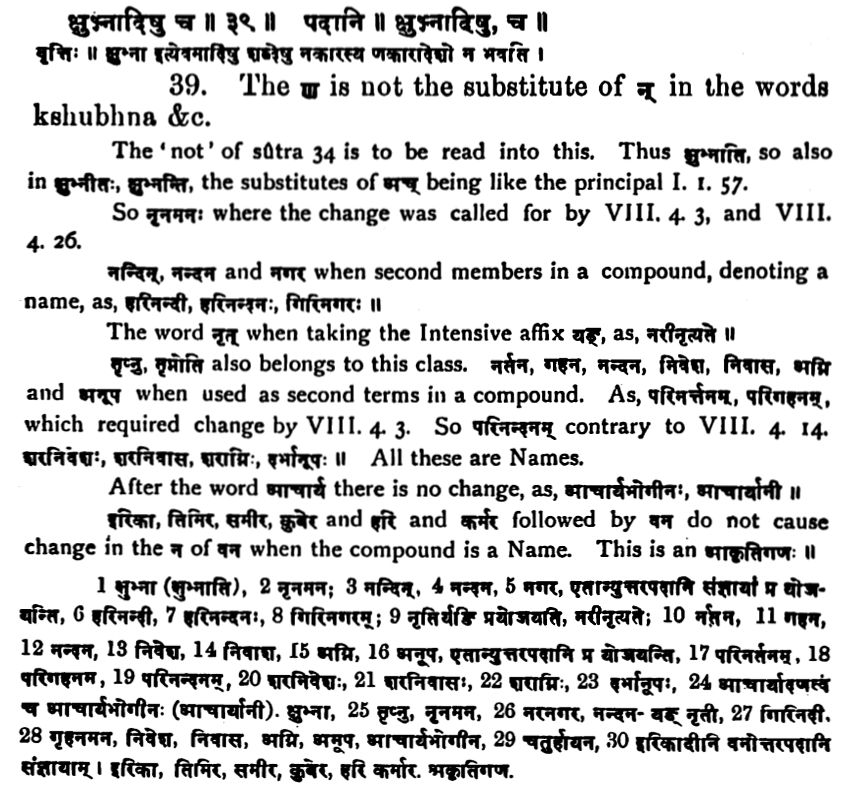 क्षुभ्नादिषु च ॥ ३९ ॥ पदानि ॥ क्षुभ्नादिषु, च ॥
वृत्तिः ॥ क्षुभ्ना इत्येवमादिषु शब्देषु नकारस्य णकारादेशो न भवति ।
39. The ण is not the substitute of न् in the words
kshubhna &c.
The ‘not’ of sûtra 34 is to be read into this. Thus क्षुभ्नाति, so also
in क्षुभ्नीतः, क्षुभ्नन्ति, the substitutes of अच् being like the principal I. 1. 57.
So नृनमनः where the change was called for by VIII. 4. 3, and VIII.
4. 26.
नन्दिन्, नन्दन and नगर when second members in a compound, denoting a
name, as, हरिनन्दी, हरिनन्दनः, गिरिनगरः ॥
The word नृत् when taking the Intensive affix यङ्, as, नरीनृत्यते ॥
तृप्नु, तृप्नोति also belongs to this class. नर्त्तन, गहन, नन्दन, निवेश, निवास, अग्नि
and अनूप when used as second terms in a compound. As, परिनर्त्तनम्, परिगहनम्,
which required change by VIII. 4. 3. So परिनन्दनम् contrary to VIII. 4. 14.
शरनिवेशः, शरनिवास, शराग्निः, दर्भानूपः ॥ All these are Names.
After the word आचार्य there is no change, as, आचार्यभोगीनः, आचार्यानी ॥
इरिका, तिमिर, समीर, कुबेर and हरि and कर्मर followed by वन do not cause
change in the न of वन when the compound is a Name. This is an आकृतिगणः ॥
1 क्षुभ्ना (क्षुभ्नाति), 2 नृनमन; 3 नन्दिन्, 4 नन्दन, 5 नगर, एतान्युत्तरपदानि संज्ञायां प्र योज-
यन्ति, 6 हरिनन्दी, 7 हरिनन्दनः, 8 गिरिनगरम्; 9 नृतिर्यङि प्रयोजयति, नरीनृत्यते; 10 नर्तन, 11 गहन,
12 नन्दन, 13 निवेश, 14 निवाश, 15 अग्नि, 16 अनूप, एतान्युत्तरपदानि प्र योजयन्ति, 17 परिनर्तनम्, 18
परिगहनम, 19 परिनन्दनम्, 20 शरनिवेशः, 21 शरनिवासः, 22 शराग्निः, 23 दर्भानूपः, 24 आचार्यादणत्वं
च आचार्यभोगीनः (आचार्यानी). क्षुभ्ना, 25 तृप्नु, नृनमन, 26 नरनगर, नन्दन- यङ् नृती, 27 गिरिनदी.
28 गृहनमन, निवेश, निवास, अग्नि, अनूप, आचार्यभोगीन, 29 चतुर्हायन, 30 इरिकादीनि वनोत्तरपदानि
संज्ञायाम् । इरिका, तिमिर, समीर, कुबेर, हरि कर्मार. अकृतिगण.